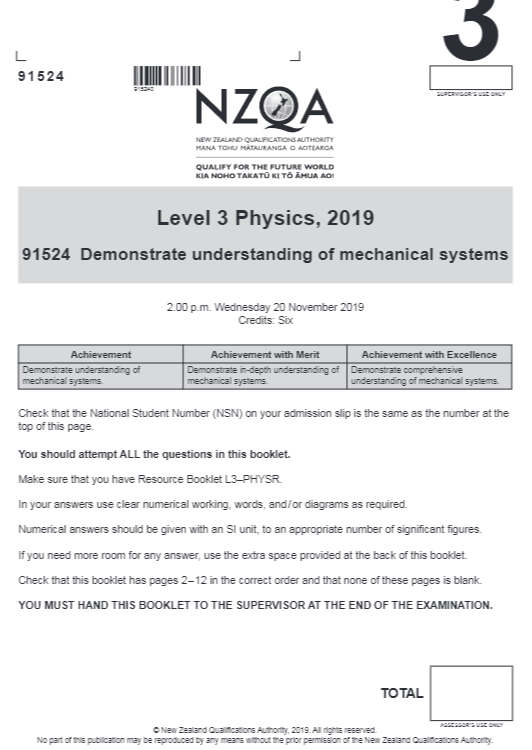 3
91524
915240
SUPERVISOR'S USE ONLY
NZQA
NEW ZEALAND QUALIFICATIONS AUTHORITY
MANA TOHU MĀTAURANGA O AOTEAROA
QUALIFY FOR THE FUTURE WORLD
KIA NOHO TAKATŪ KI TŌ ĀMUA AO!
Level 3 Physics, 2019
91524 Demonstrate understanding of mechanical systems
2.00 p.m. Wednesday 20 November 2019
Credits: Six
Achievement Achievement with Merit Achievement with Excellence
Demonstrate understanding of Demonstrate in-depth understanding of Demonstrate comprehensive
mechanical systems. mechanical systems. understanding of mechanical systems.
Check that the National Student Number (NSN) on your admission slip is the same as the number at the
top of this page.
You should attempt ALL the questions in this booklet.
Make sure that you have Resource Booklet L3–PHYSR.
In your answers use clear numerical working, words, and/or diagrams as required.
Numerical answers should be given with an SI unit, to an appropriate number of significant figures.
If you need more room for any answer, use the extra space provided at the back of this booklet.
Check that this booklet has pages 2–12 in the correct order and that none of these pages is blank.
YOU MUST HAND THIS BOOKLET TO THE SUPERVISOR AT THE END OF THE EXAMINATION.
TOTAL
ASSESSOR'S USE ONLY
© New Zealand Qualifications Authority, 2019. All rights reserved.
No part of this publication may be reproduced by any means without the prior permission of the New Zealand Qualifications Authority.